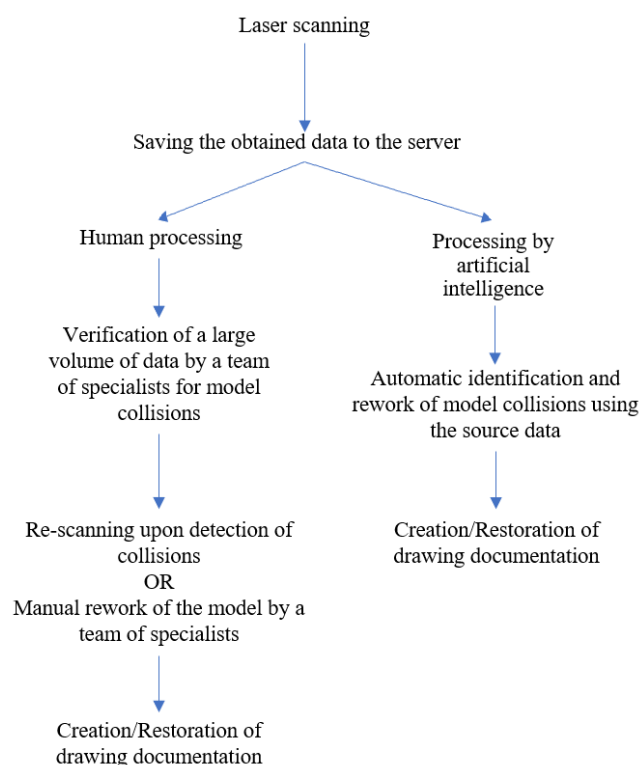 Laser scanning
Saving the obtained data to the server
Human processing
Verification of a large
volume of data by a team
of specialists for model
collisions
Re-scanning upon detection of
collisions
OR
Manual rework of the model by a
team of specialists
Creation/Restoration of
drawing documentation
Processing by
artificial
intelligence
Automatic identification and
rework of model collisions using
the source data
Creation/Restoration of
drawing documentation